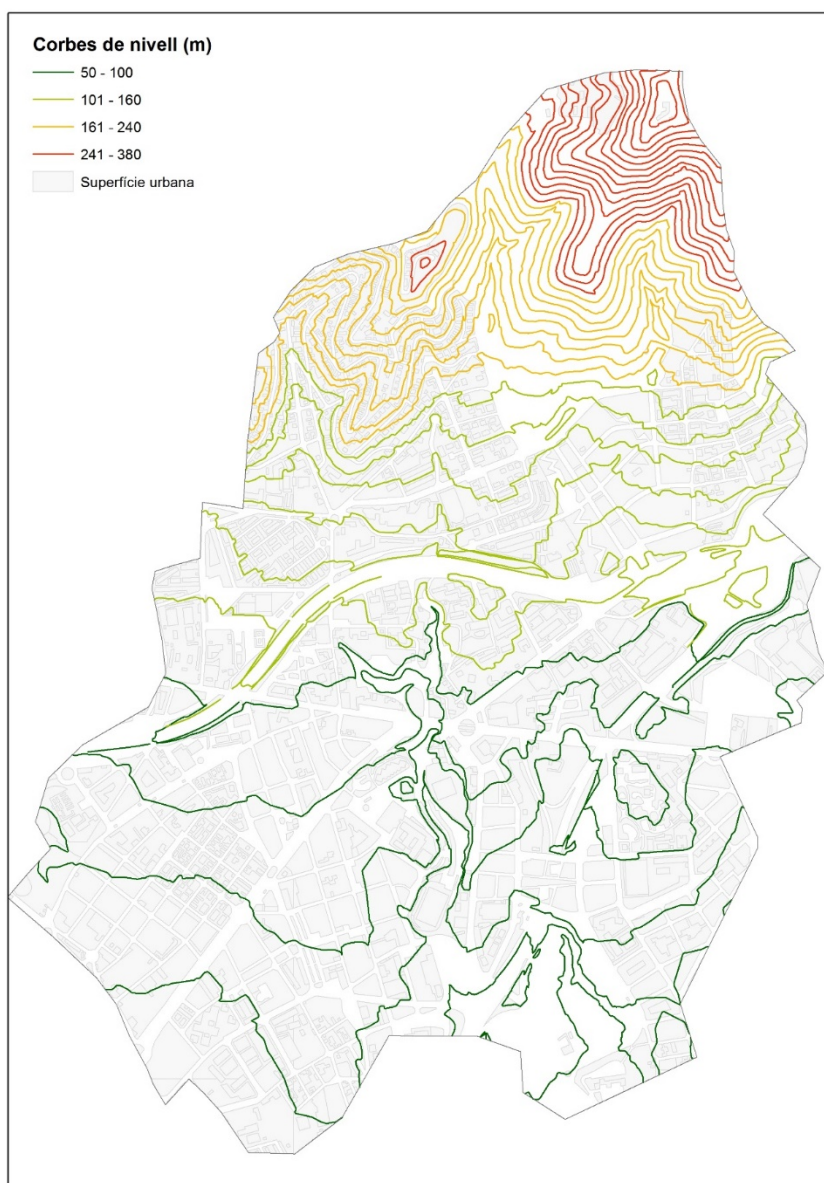 Corbes de nivell (m)
50 - 100
101 - 160
161 - 240
241 - 380
Superfície urbana